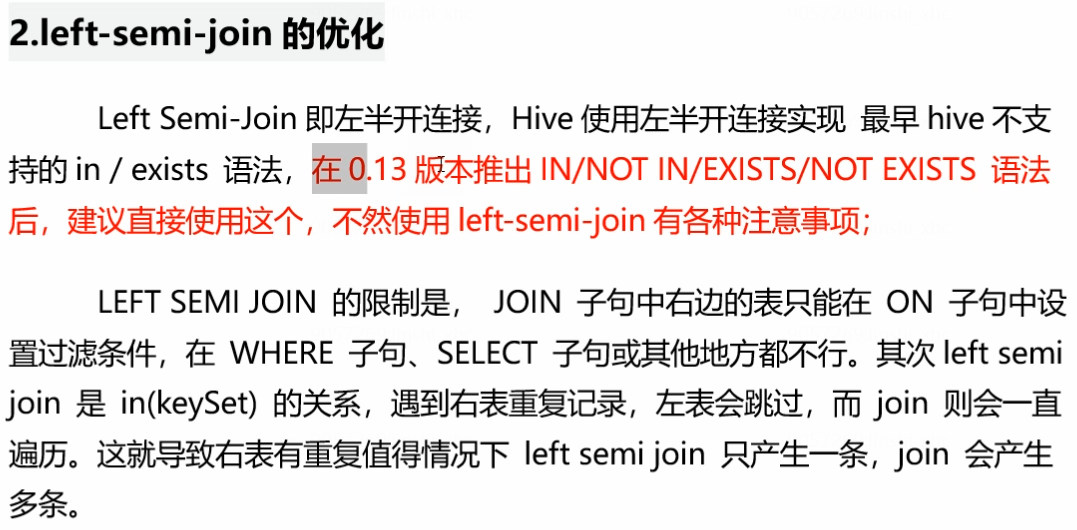 2.left-semi-join 的优化
Left Semi-Join 即左半开连接，Hive 使用左半开连接实现 最早 hive 不支
持的 in / exists 语法，在 0.13 版本推出 IN/NOT IN/EXISTS/NOT EXISTS 语法
后，建议直接使用这个，不然使用 left-semi-join 有各种注意事项；
LEFT SEMI JOIN 的限制是， JOIN 子句中右边的表只能在 ON 子句中设
置过滤条件，在 WHERE 子句、SELECT 子句或其他地方都不行。其次 left semi
join 是 in(keySet) 的关系，遇到右表重复记录，左表会跳过，而 join 则会一直
遍历。这就导致右表有重复值得情况下 left semi join 只产生一条，join 会产生
多条。